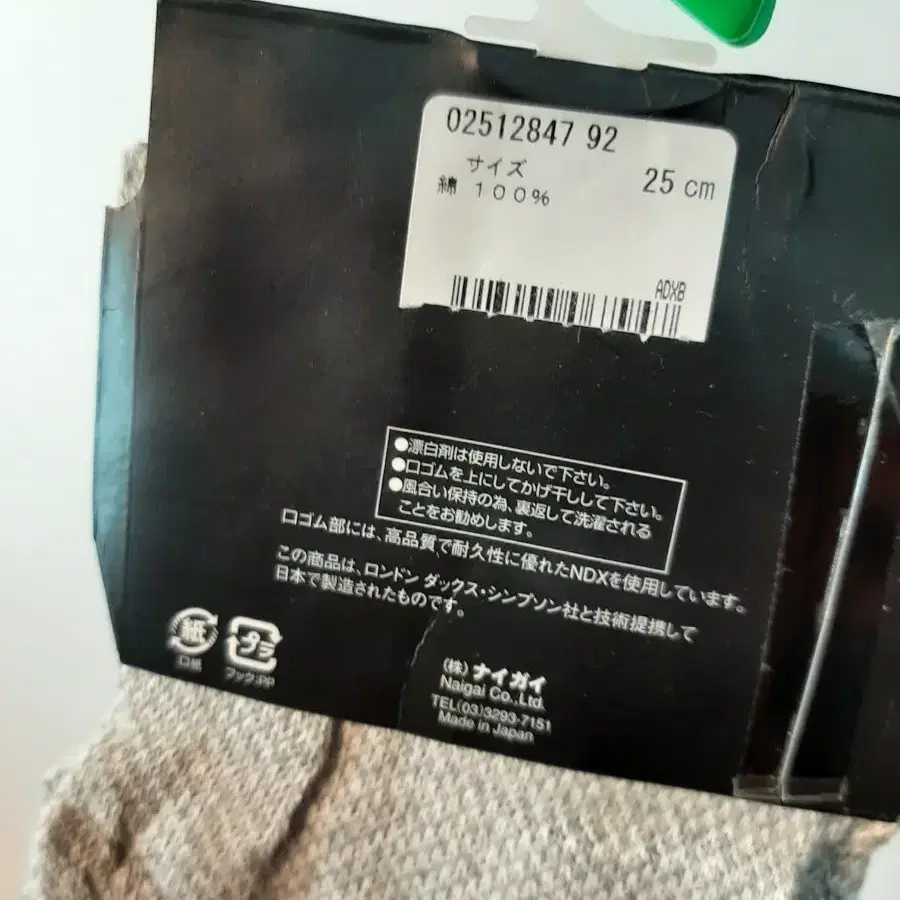 02512847 92
サイズ 25 cm
綿 100%
ADXB
●漂白剤は使用しないで下さい。
●口ゴムを上にしてかげ干しして下さい。
●風合い保持の為、裏返して洗濯される
ことをお勧めします。
口ゴム部には、高品質で耐久性に優れたNDXを使用しています。
この商品は、ロンドン ダックス・シンプソン社と技術提携して
日本で製造されたものです。
紙
プラ
口紙
フック:PP
(株)ナイガイ
Naigai Co.,Ltd.
TEL(03)3293-7151
Made in Japan